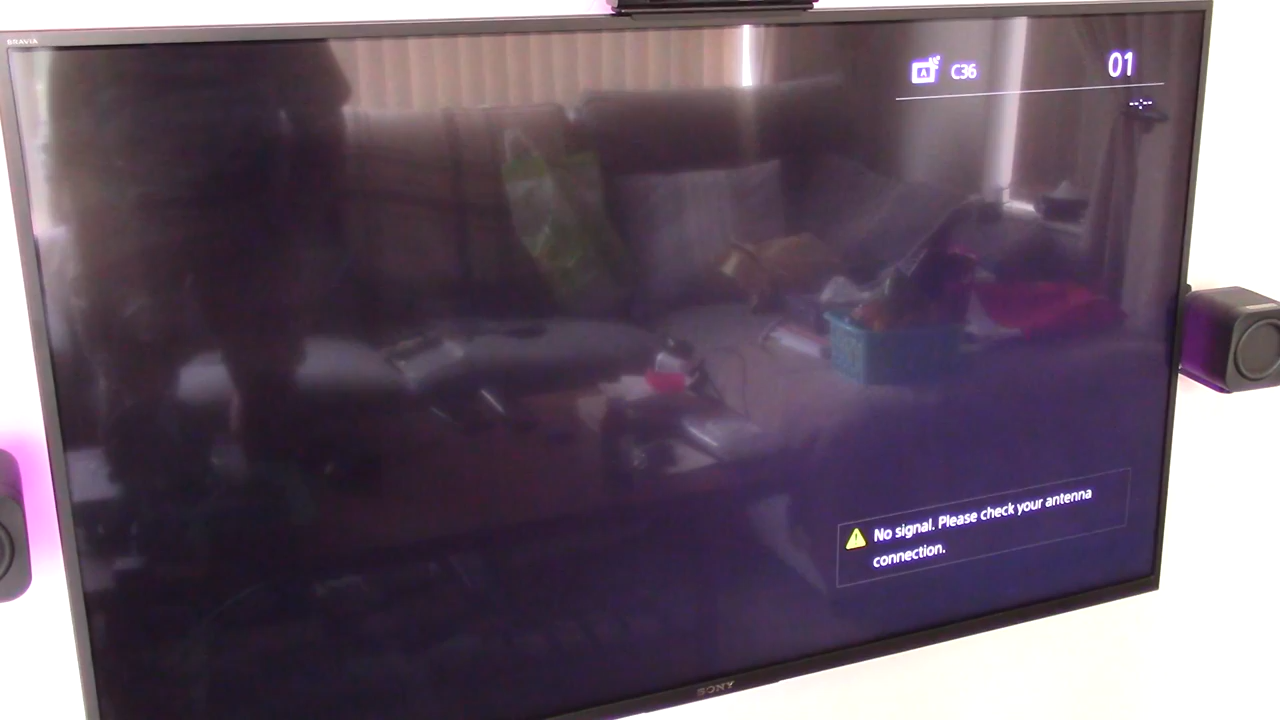 BRAVIA
A C36 01
--:--
No signal. Please check your antenna
connection.
SONY